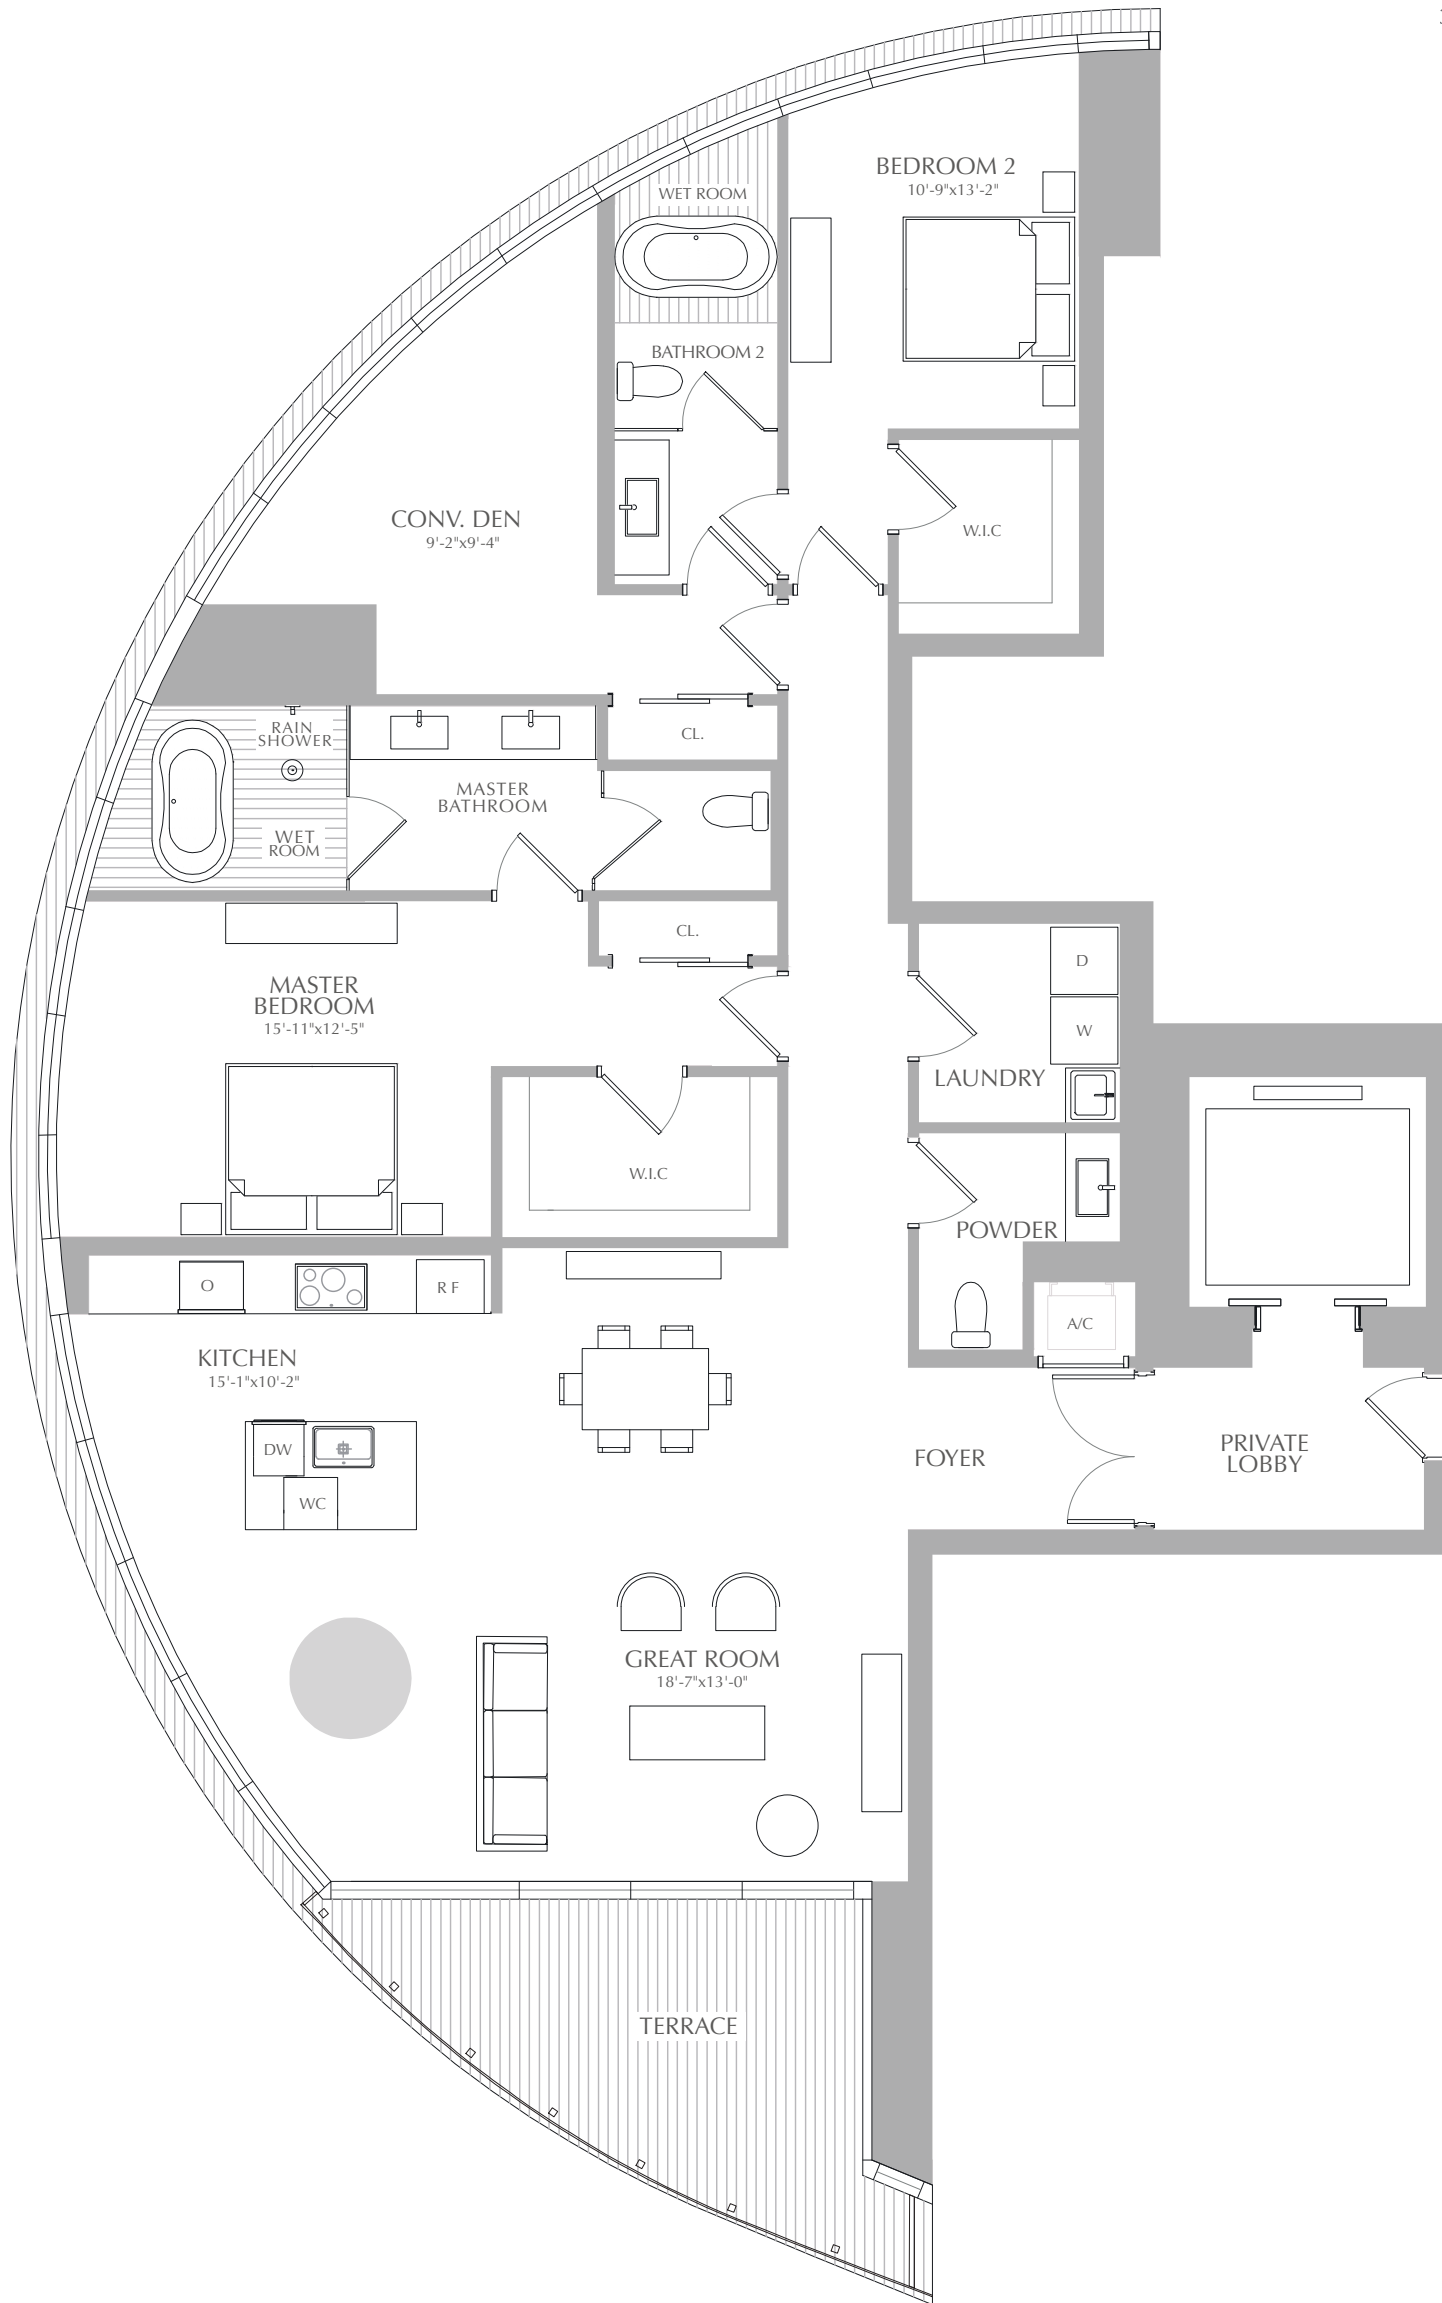 BEDROOM 2
10'-9"x13'-2"
WET ROOM
BATHROOM 2
CONV. DEN
9'-2"x9'-4"
W.I.C
RAIN
SHOWER
CL.
MASTER
BATHROOM
WET
ROOM
CL.
MASTER
BEDROOM
15'-11"x12'-5"
D
W
LAUNDRY
W.I.C
POWDER
O
R F
A/C
KITCHEN
15'-1"x10'-2"
DW
WC
FOYER
PRIVATE
LOBBY
GREAT ROOM
18'-7"x13'-0"
TERRACE